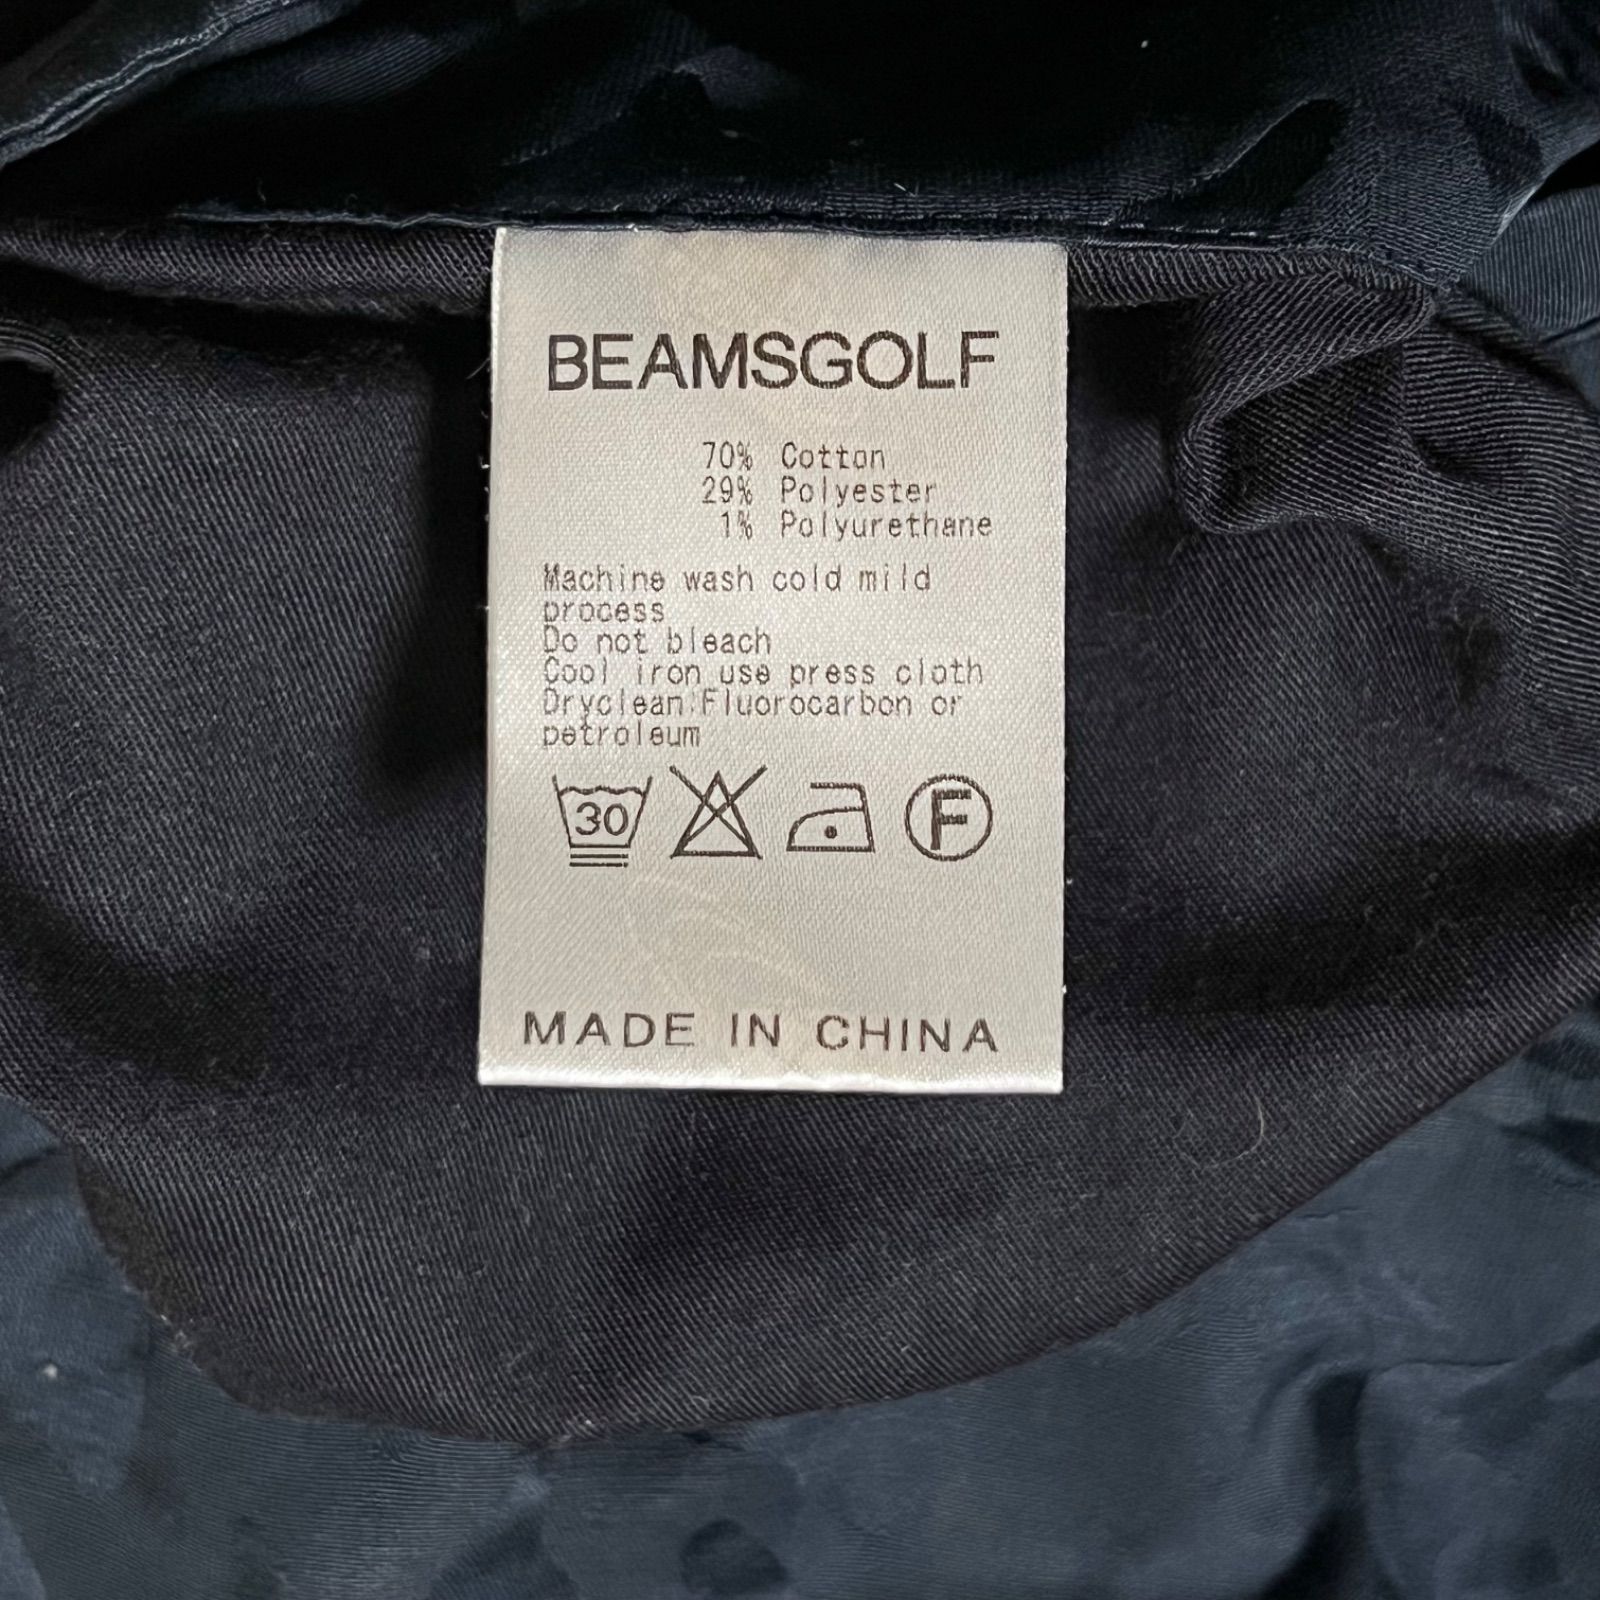 BEAMSGOLF
70% Cotton
29% Polyester
1% Polyurethane
Machine wash cold mild
process
Do not bleach
Cool iron use press cloth
Dryclean:Fluorocarbon or
petroleum
30 F
MADE IN CHINA